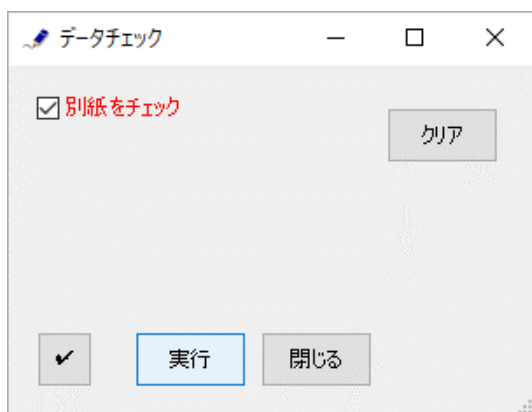 データチェック
別紙をチェック
クリア
✔
実行
閉じる